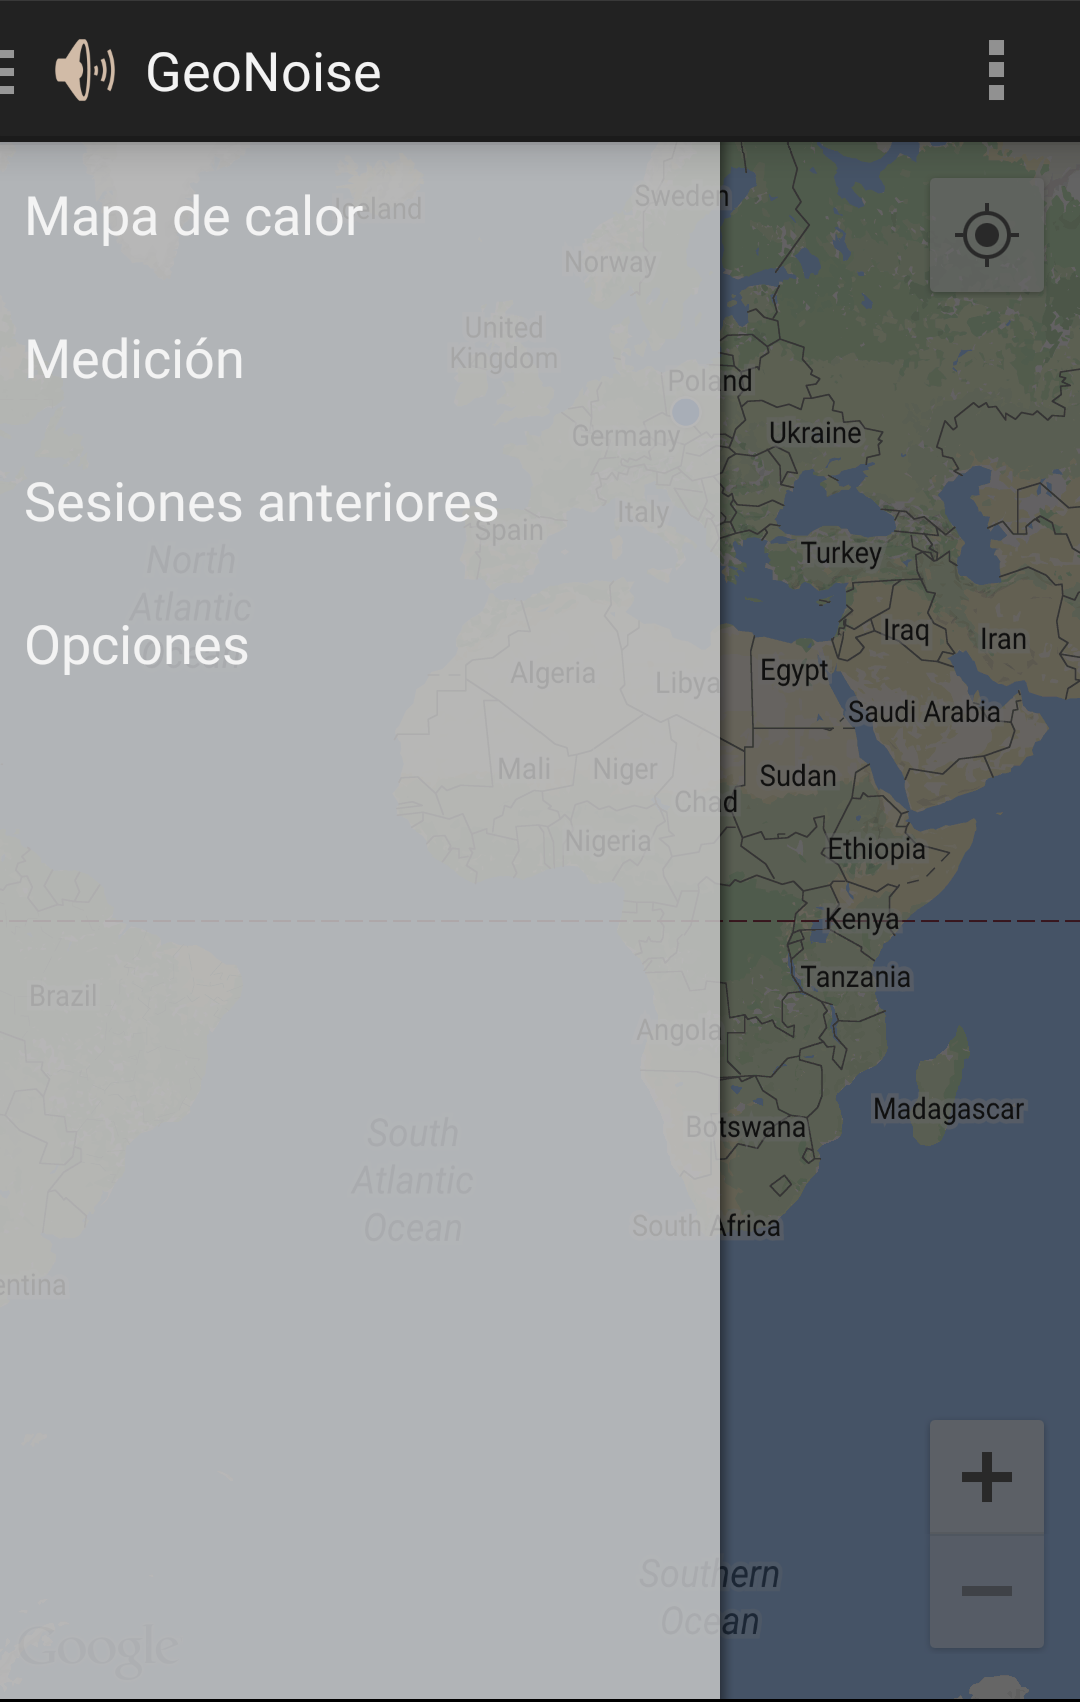 GeoNoise
Mapa de calor
Iceland
Sweden
Norway
Medición
United
Kingdom
Poland
Germany
Ukraine
Sesiones anteriores
Italy
Spain
Turkey
North
Atlantic
Ocean
Opciones
Iraq
Iran
Algeria
Libya
Egypt
Saudi Arabia
Mali
Niger
Sudan
Chad
Nigeria
Ethiopia
Kenya
Tanzania
Brazil
Angola
Madagascar
Botswana
South
Atlantic
Ocean
South Africa
entina
Southern
Ocean
Google